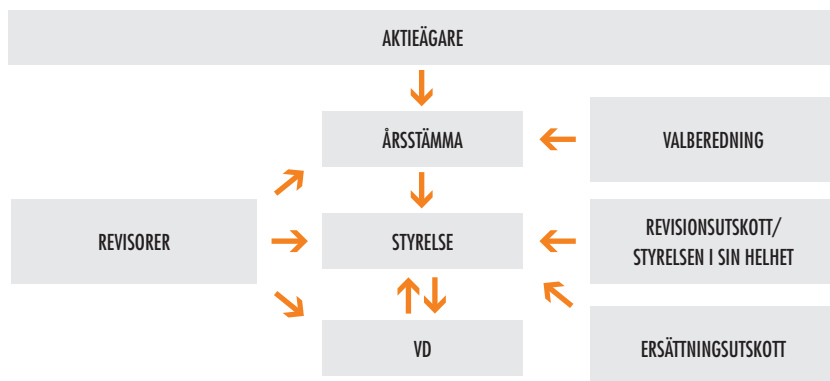 AKTIEÄGARE
ÅRSSTÄMMA
VALBEREDNING
REVISORER
STYRELSE
REVISIONSUTSKOTT/
STYRELSEN I SIN HELHET
VD
ERSÄTTNINGSUTSKOTT